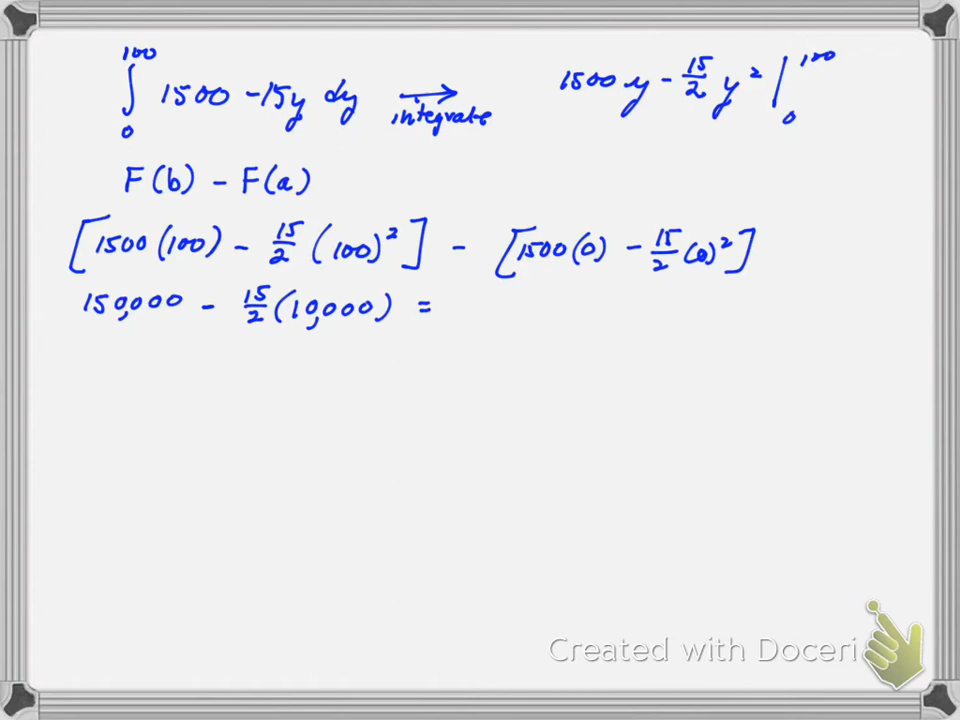 ∫₀¹⁰⁰ 1500 - 15y dy → integrate 1500y - 15/2 y² |₀¹⁰⁰
F(b) - F(a)
[1500(100) - 15/2 (100)²] - [1500(0) - 15/2 (0)²]
150,000 - 15/2 (10,000) =
Created with Doceri